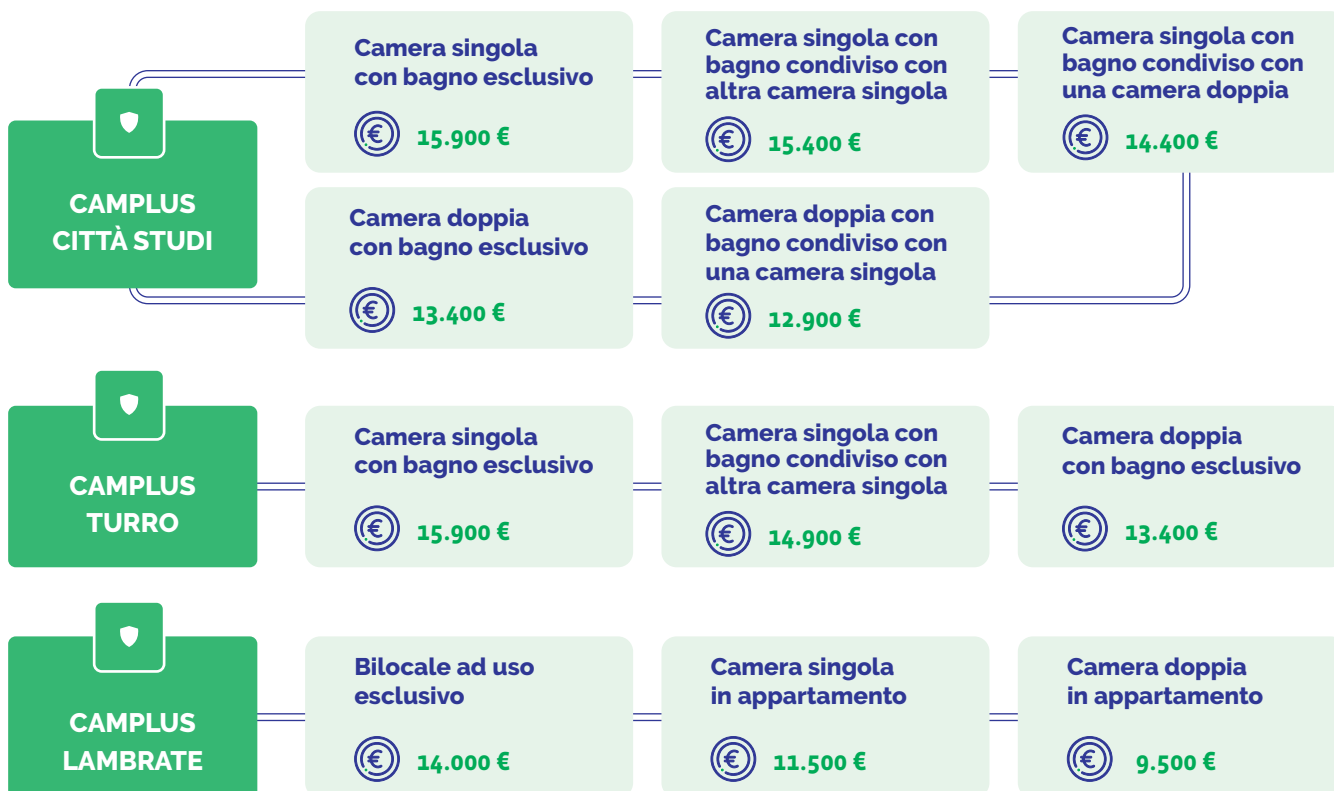 CAMPLUS
CITTÀ STUDI
Camera singola
con bagno esclusivo
15.900 €
Camera singola con
bagno condiviso con
altra camera singola
15.400 €
Camera singola con
bagno condiviso con
una camera doppia
14.400 €
Camera doppia
con bagno esclusivo
13.400 €
Camera doppia con
bagno condiviso con
una camera singola
12.900 €
CAMPLUS
TURRO
Camera singola
con bagno esclusivo
15.900 €
Camera singola con
bagno condiviso con
altra camera singola
14.900 €
Camera doppia
con bagno esclusivo
13.400 €
CAMPLUS
LAMBRATE
Bilocale ad uso
esclusivo
14.000 €
Camera singola
in appartamento
11.500 €
Camera doppia
in appartamento
9.500 €